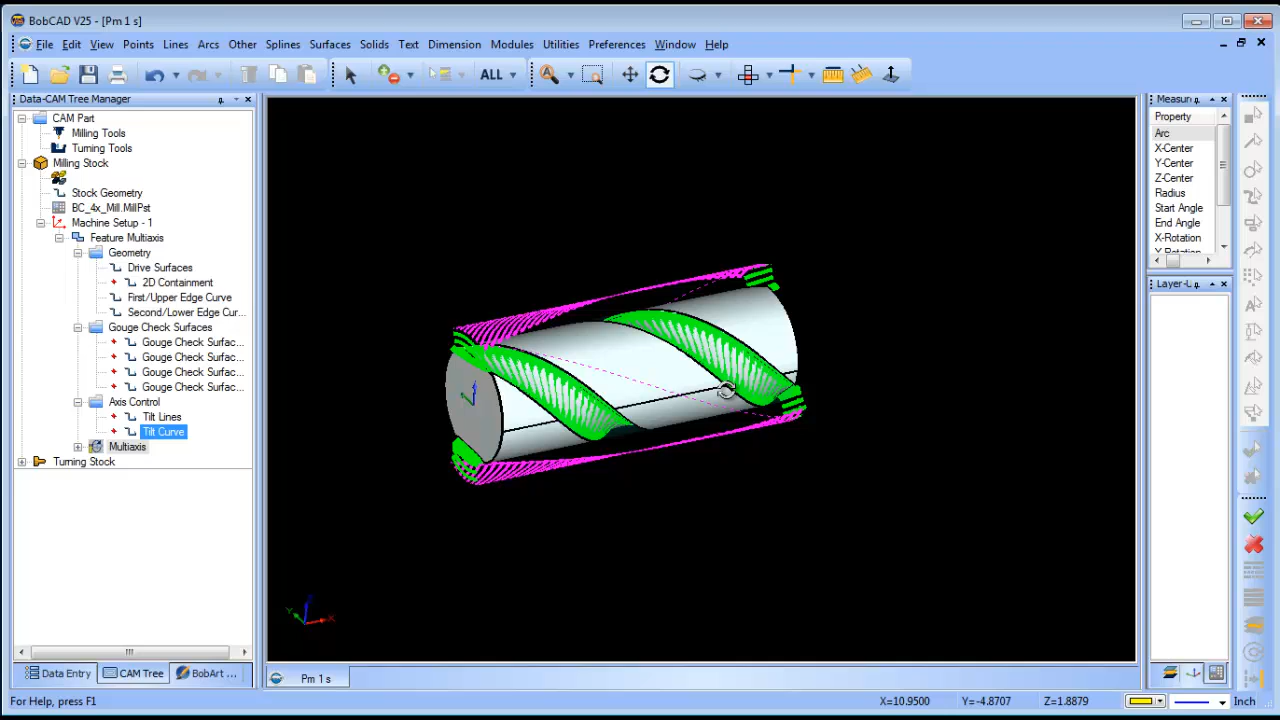 BobCAD V25 - [Pm 1 s]
File Edit View Points Lines Arcs Other Splines Surfaces Solids Text Dimension Modules Utilities Preferences Window Help
ALL
Data-CAM Tree Manager
CAM Part
Milling Tools
Turning Tools
Milling Stock
Stock Geometry
BC_4x_Mill.MillPst
Machine Setup - 1
Feature Multiaxis
Geometry
Drive Surfaces
2D Containment
First/Upper Edge Curve
Second/Lower Edge Cur...
Gouge Check Surfaces
Gouge Check Surfac...
Gouge Check Surfac...
Gouge Check Surfac...
Gouge Check Surfac...
Axis Control
Tilt Lines
Tilt Curve
Multiaxis
Turning Stock
Data Entry CAM Tree BobArt ...
Z
Y X
Pm 1 s
Measur
Property
Arc
X-Center
Y-Center
Z-Center
Radius
Start Angle
End Angle
X-Rotation
Y-Rotation
Layer-L
For Help, press F1
X=10.9500 Y=-4.8707 Z=1.8879 Inch